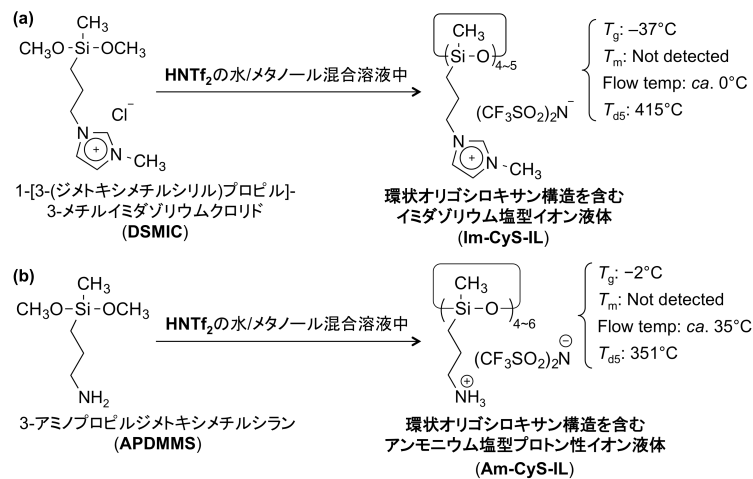 (a)
CH₃
CH₃O–Si–OCH₃
Cl⁻
N
+
N–CH₃
1-[3-(ジメトキシメチルシリル)プロピル]-
3-メチルイミダゾリウムクロリド
(DSMIC)
HNTf₂の水/メタノール混合溶液中
CH₃
(Si–O)₄~₅
(CF₃SO₂)₂N⁻
N
+
N–CH₃
環状オリゴシロキサン構造を含む
イミダゾリウム塩型イオン液体
(Im-CyS-IL)
Tg: –37°C
Tm: Not detected
Flow temp: ca. 0°C
Td5: 415°C
(b)
CH₃
CH₃O–Si–OCH₃
NH₂
3-アミノプロピルジメトキシメチルシラン
(APDMMS)
HNTf₂の水/メタノール混合溶液中
CH₃
(Si–O)₄~₆
(CF₃SO₂)₂N⊖
⊕
NH₃
環状オリゴシロキサン構造を含む
アンモニウム塩型プロトン性イオン液体
(Am-CyS-IL)
Tg: –2°C
Tm: Not detected
Flow temp: ca. 35°C
Td5: 351°C